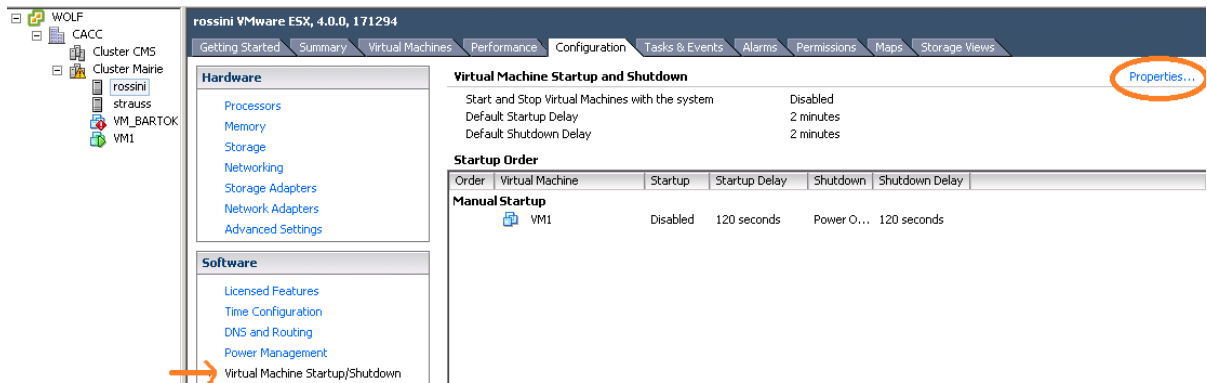 WOLF
CACC
Cluster CMS
Cluster Mairie
rossini
strauss
VM_BARTOK
VM1
rossini VMware ESX, 4.0.0, 171294
Getting Started Summary Virtual Machines Performance Configuration Tasks & Events Alarms Permissions Maps Storage Views
Hardware
Processors
Memory
Storage
Networking
Storage Adapters
Network Adapters
Advanced Settings
Software
Licensed Features
Time Configuration
DNS and Routing
Power Management
Virtual Machine Startup/Shutdown
Virtual Machine Startup and Shutdown Properties...
Start and Stop Virtual Machines with the system Disabled
Default Startup Delay 2 minutes
Default Shutdown Delay 2 minutes
Startup Order
Order Virtual Machine Startup Startup Delay Shutdown Shutdown Delay
Manual Startup
VM1 Disabled 120 seconds Power O... 120 seconds